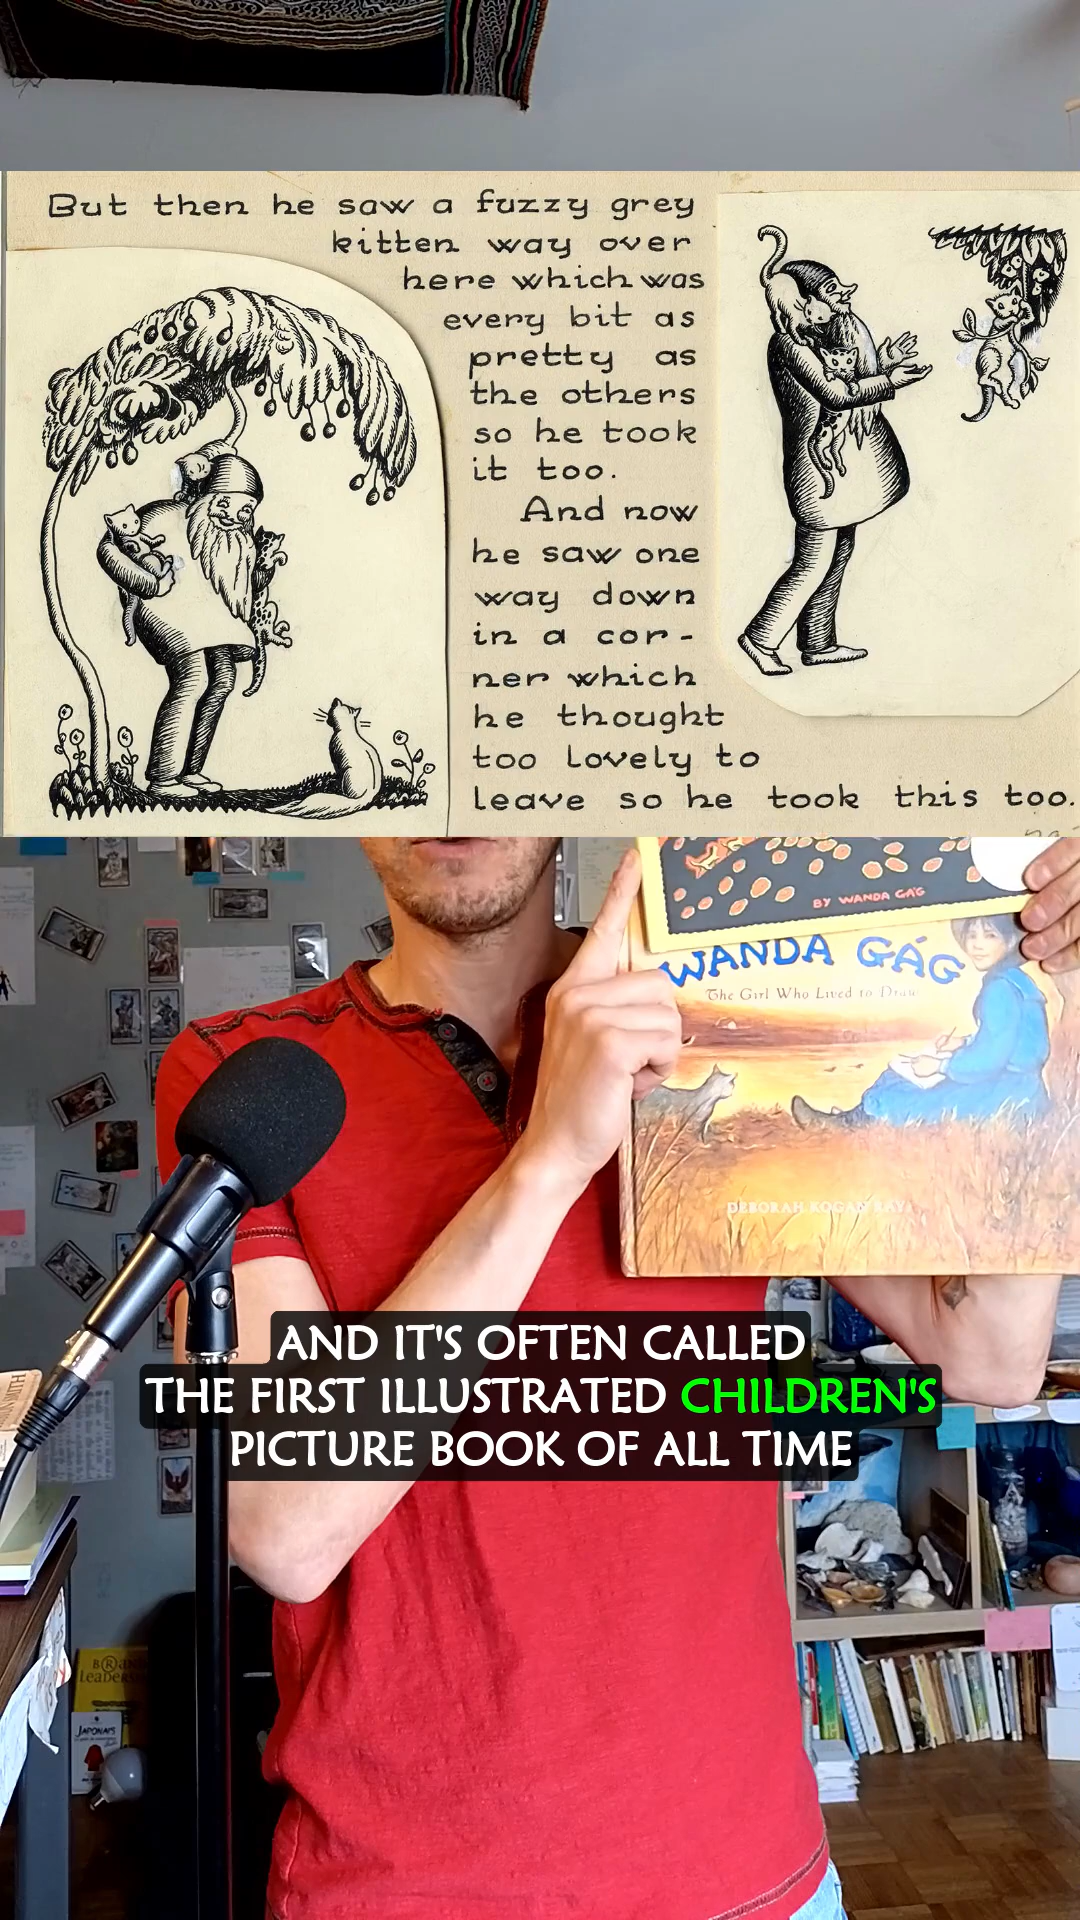 But then he saw a fuzzy grey
kitten way over
here which was
every bit as
pretty as
the others
so he took
it too.
And now
he saw one
way down
in a cor-
ner which
he thought
too lovely to
leave so he took this too.
BY WANDA GÁG
WANDA GÁG
The Girl Who Lived to Draw
DEBORAH KOGAN RAY
AND IT'S OFTEN CALLED
THE FIRST ILLUSTRATED CHILDREN'S
PICTURE BOOK OF ALL TIME
BRAND
Leadership
JAPONAIS